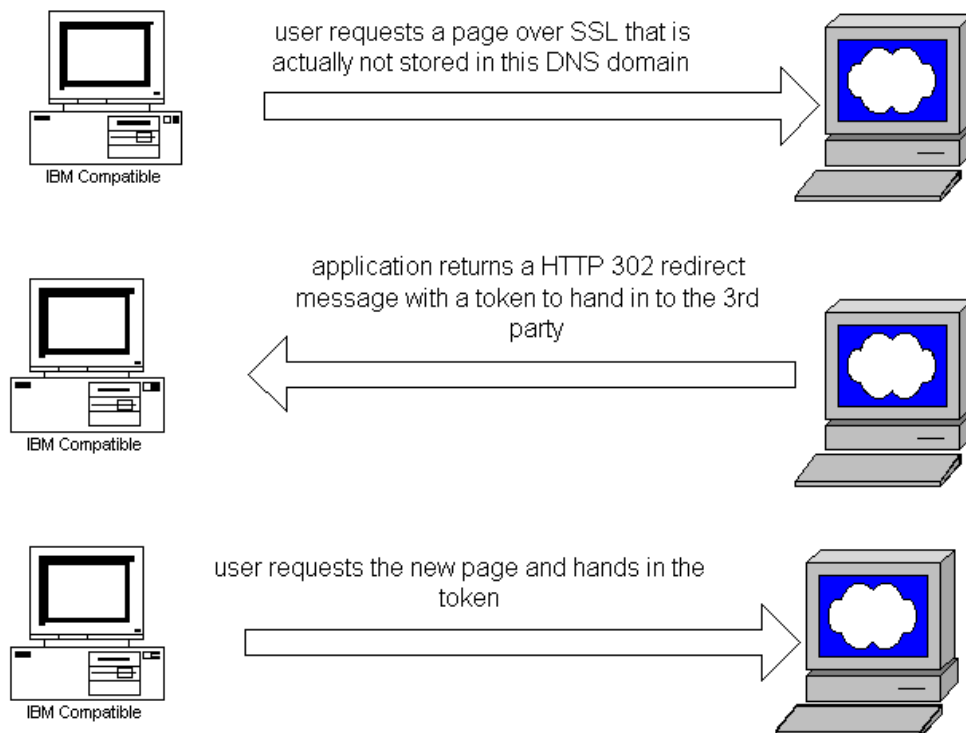 user requests a page over SSL that is
actually not stored in this DNS domain
IBM Compatible
application returns a HTTP 302 redirect
message with a token to hand in to the 3rd
party
IBM Compatible
user requests the new page and hands in the
token
IBM Compatible